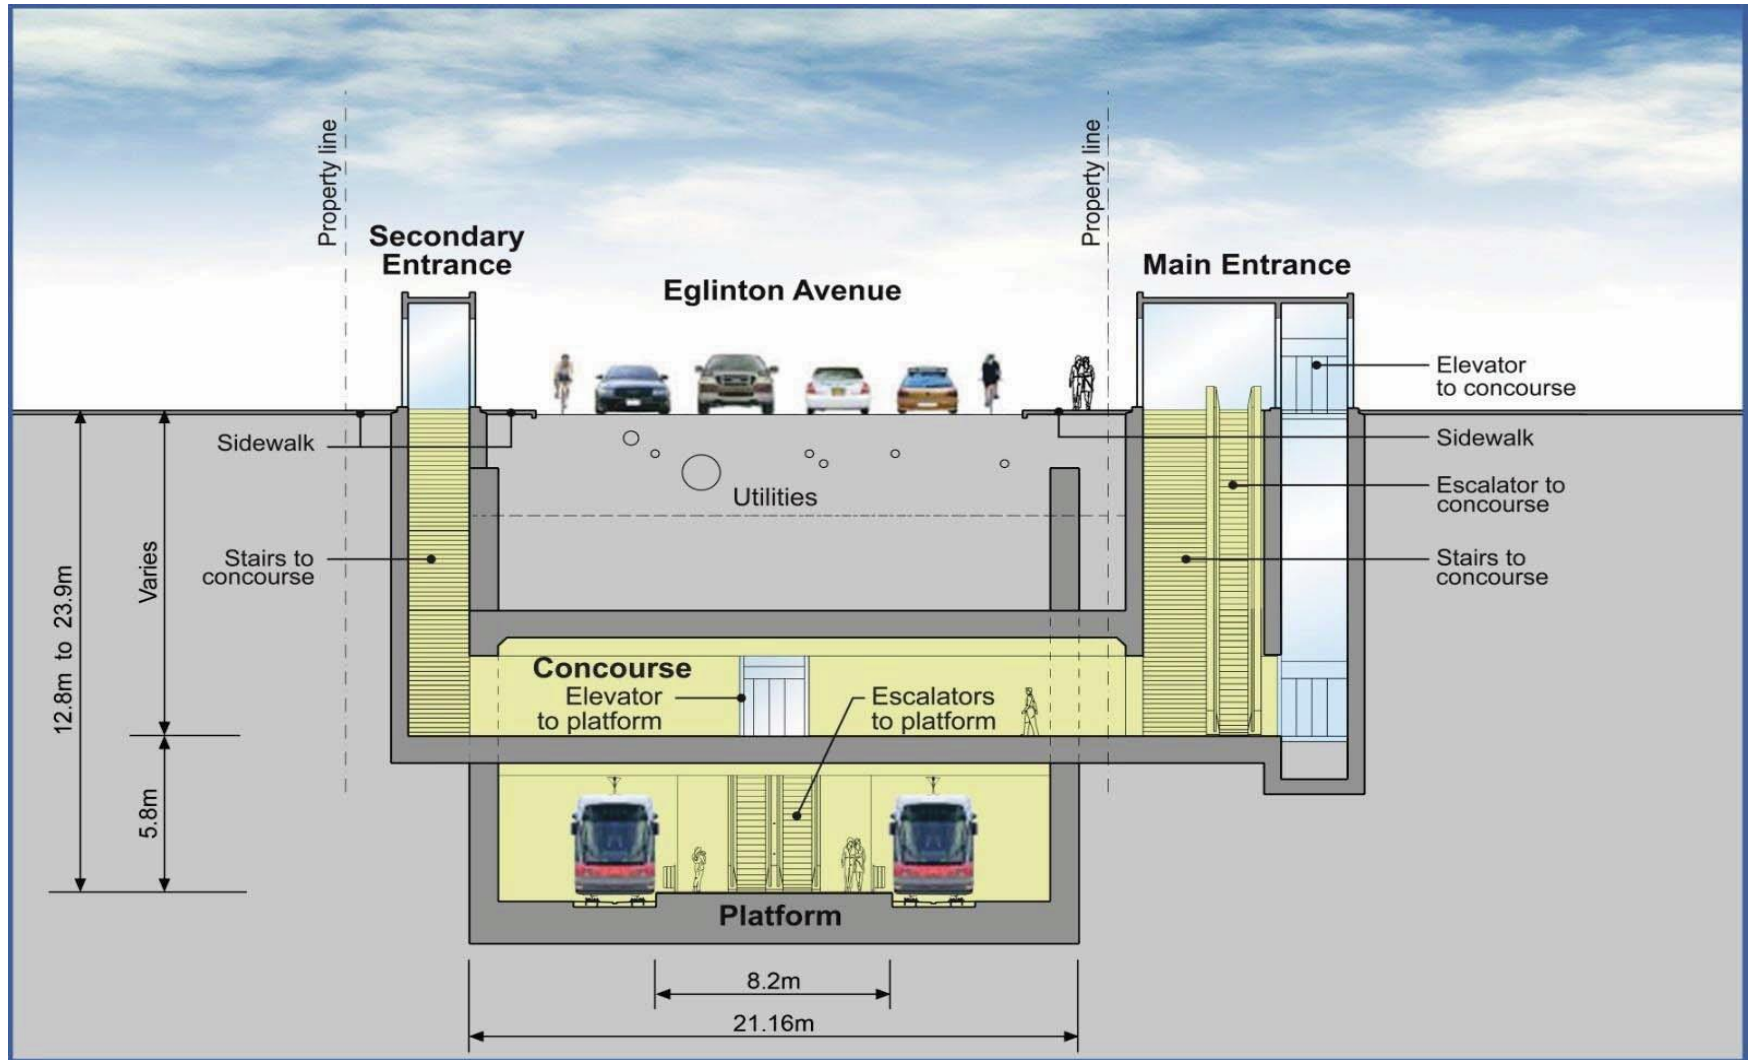 Property line
Property line
Secondary
Entrance
Main Entrance
Eglinton Avenue
Elevator
to concourse
Sidewalk
Sidewalk
Utilities
Escalator to
concourse
Stairs to
concourse
Stairs to
concourse
Varies
12.8m to 23.9m
Concourse
Elevator
to platform
Escalators
to platform
5.8m
Platform
8.2m
21.16m